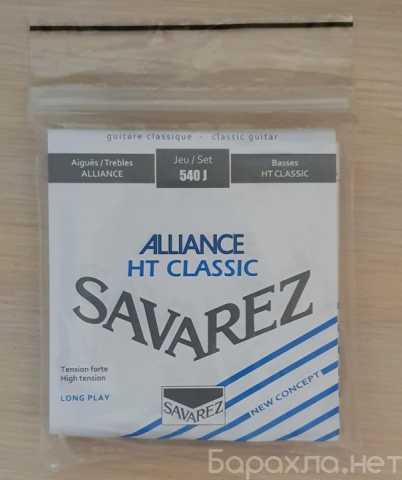 guitare classique - classic guitar
Aiguës / Trebles
ALLIANCE
Jeu / Set
540 J
Basses
HT CLASSIC
ALLIANCE
HT CLASSIC
SAVAREZ
Tension forte
High tension
LONG PLAY
SAVAREZ
NEW CONCEPT
Барахла.нет